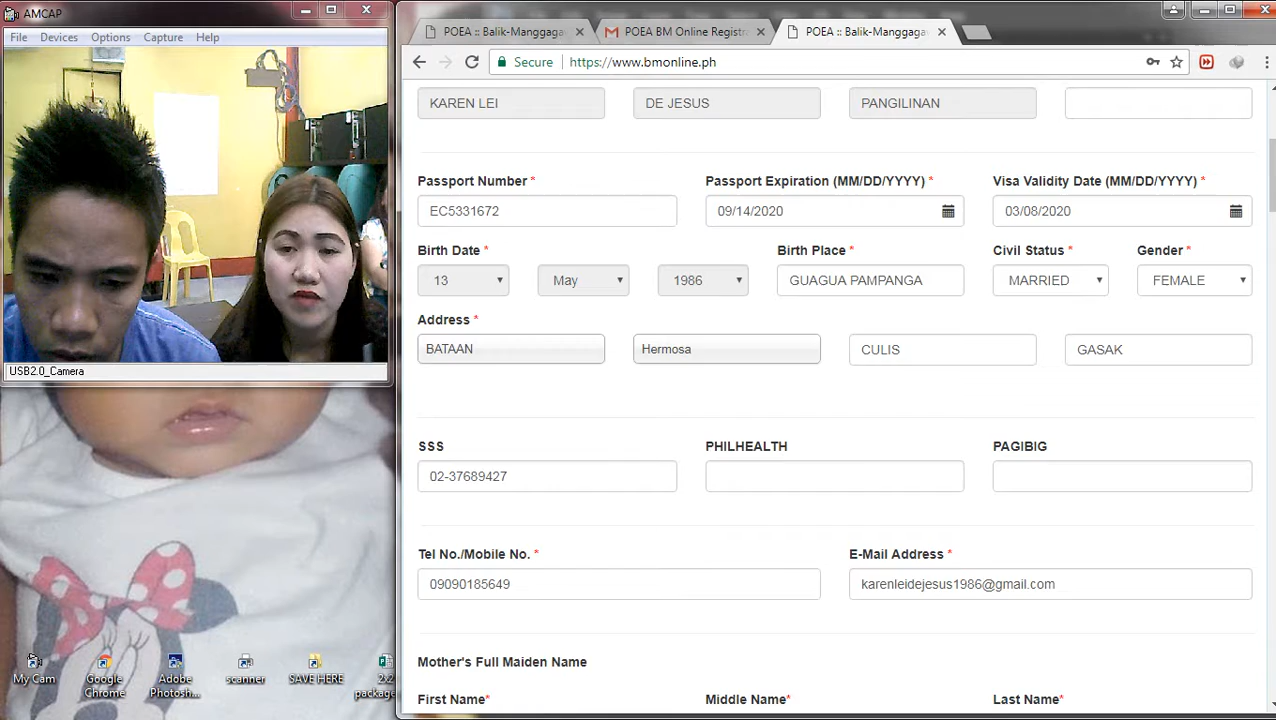 AMCAP
File Devices Options Capture Help
USB2.0_Camera
My Cam
Google Chrome
Adobe Photosh...
scanner
SAVE HERE
2x2 package
POEA :: Balik-Manggaga
POEA BM Online Registra
POEA :: Balik-Manggaga
Secure https://www.bmonline.ph
KAREN LEI DE JESUS PANGILINAN
Passport Number * Passport Expiration (MM/DD/YYYY) * Visa Validity Date (MM/DD/YYYY) *
EC5331672 09/14/2020 03/08/2020
Birth Date * Birth Place * Civil Status * Gender *
13 May 1986 GUAGUA PAMPANGA MARRIED FEMALE
Address *
BATAAN Hermosa CULIS GASAK
SSS PHILHEALTH PAGIBIG
02-37689427
Tel No./Mobile No. * E-Mail Address *
09090185649 karenleidejesus1986@gmail.com
Mother's Full Maiden Name
First Name* Middle Name* Last Name*